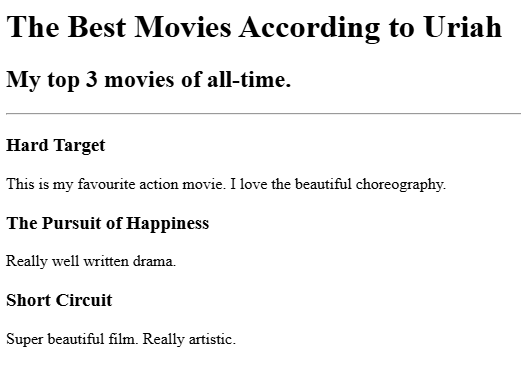 The Best Movies According to Uriah
My top 3 movies of all-time.
Hard Target
This is my favourite action movie. I love the beautiful choreography.
The Pursuit of Happiness
Really well written drama.
Short Circuit
Super beautiful film. Really artistic.